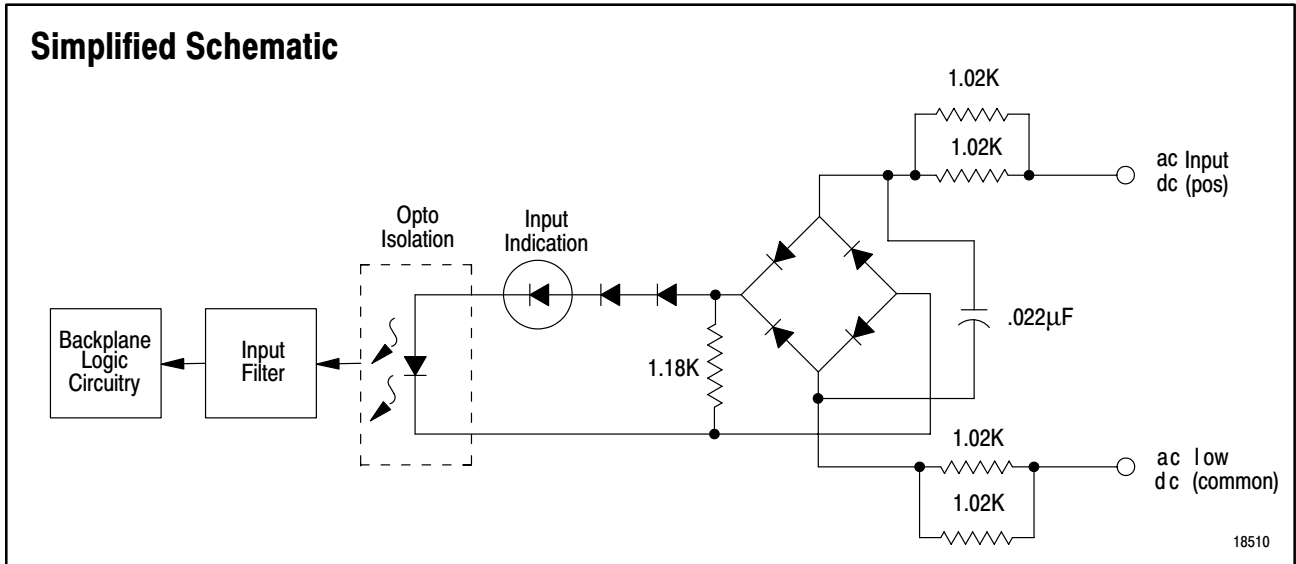 Simplified Schematic
1.02K
1.02K
ac Input
dc (pos)
Opto
Isolation
Input
Indication
.022µF
Backplane
Logic
Circuitry
Input
Filter
1.18K
1.02K
ac low
dc (common)
1.02K
18510